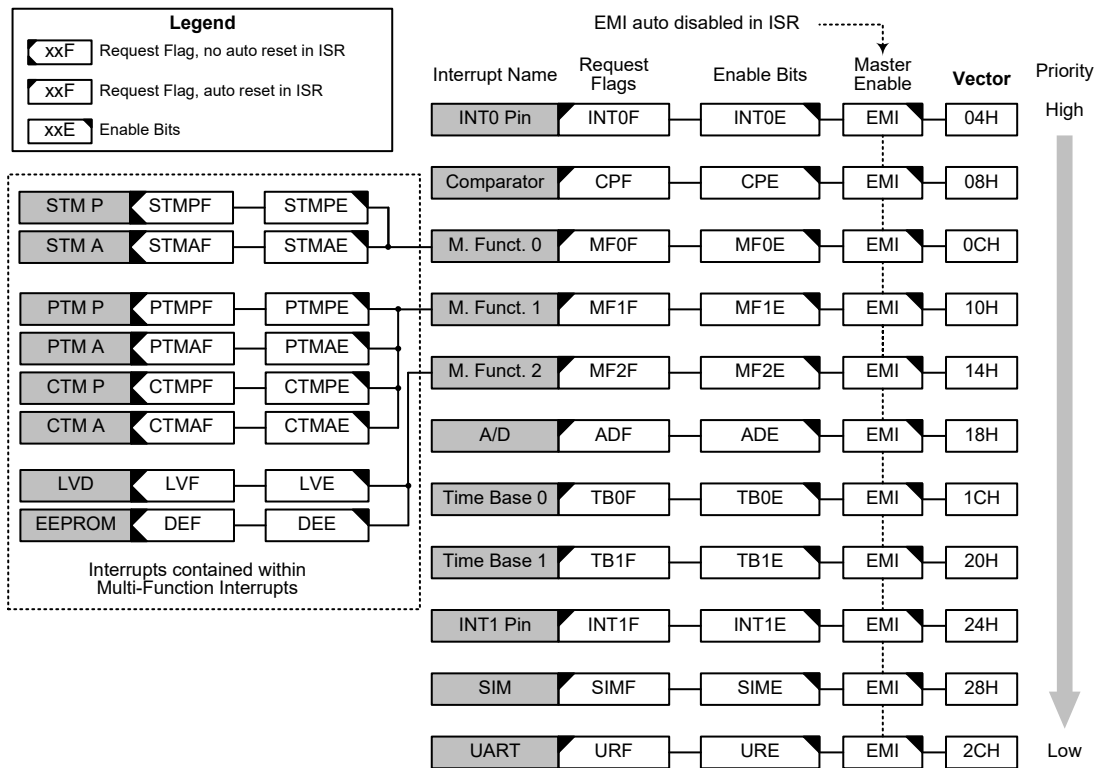 Legend
xxF Request Flag, no auto reset in ISR
xxF Request Flag, auto reset in ISR
xxE Enable Bits
EMI auto disabled in ISR
Interrupt Name Request Flags Enable Bits Master Enable Vector Priority
INT0 Pin INT0F INT0E EMI 04H High
Comparator CPF CPE EMI 08H
STM P STMPF STMPE
STM A STMAF STMAE M. Funct. 0 MF0F MF0E EMI 0CH
PTM P PTMPF PTMPE M. Funct. 1 MF1F MF1E EMI 10H
PTM A PTMAF PTMAE
CTM P CTMPF CTMPE M. Funct. 2 MF2F MF2E EMI 14H
CTM A CTMAF CTMAE A/D ADF ADE EMI 18H
LVD LVF LVE Time Base 0 TB0F TB0E EMI 1CH
EEPROM DEF DEE
Interrupts contained within
Multi-Function Interrupts
Time Base 1 TB1F TB1E EMI 20H
INT1 Pin INT1F INT1E EMI 24H
SIM SIMF SIME EMI 28H
UART URF URE EMI 2CH Low